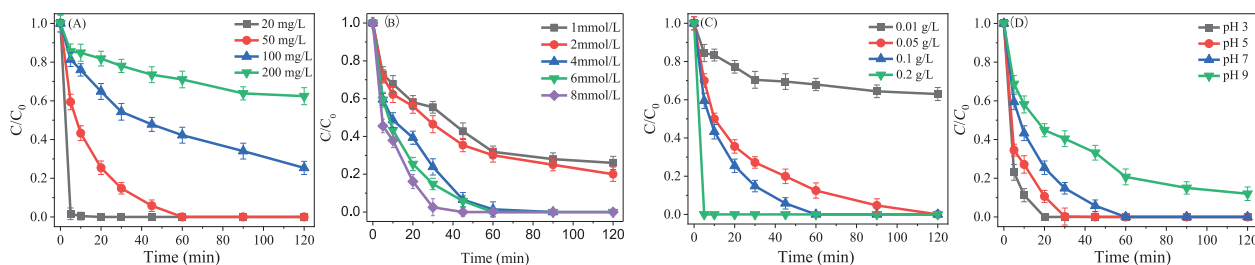 (A)
20 mg/L
50 mg/L
100 mg/L
200 mg/L
C/C0
1.0
0.8
0.6
0.4
0.2
0.0
0 20 40 60 80 100 120
Time (min)
(B)
1mmol/L
2mmol/L
4mmol/L
6mmol/L
8mmol/L
C/C0
1.0
0.8
0.6
0.4
0.2
0.0
0 20 40 60 80 100 120
Time (min)
(C)
0.01 g/L
0.05 g/L
0.1 g/L
0.2 g/L
C/C0
1.0
0.8
0.6
0.4
0.2
0.0
0 20 40 60 80 100 120
Time (min)
(D)
pH 3
pH 5
pH 7
pH 9
C/C0
1.0
0.8
0.6
0.4
0.2
0.0
0 20 40 60 80 100 120
Time (min)